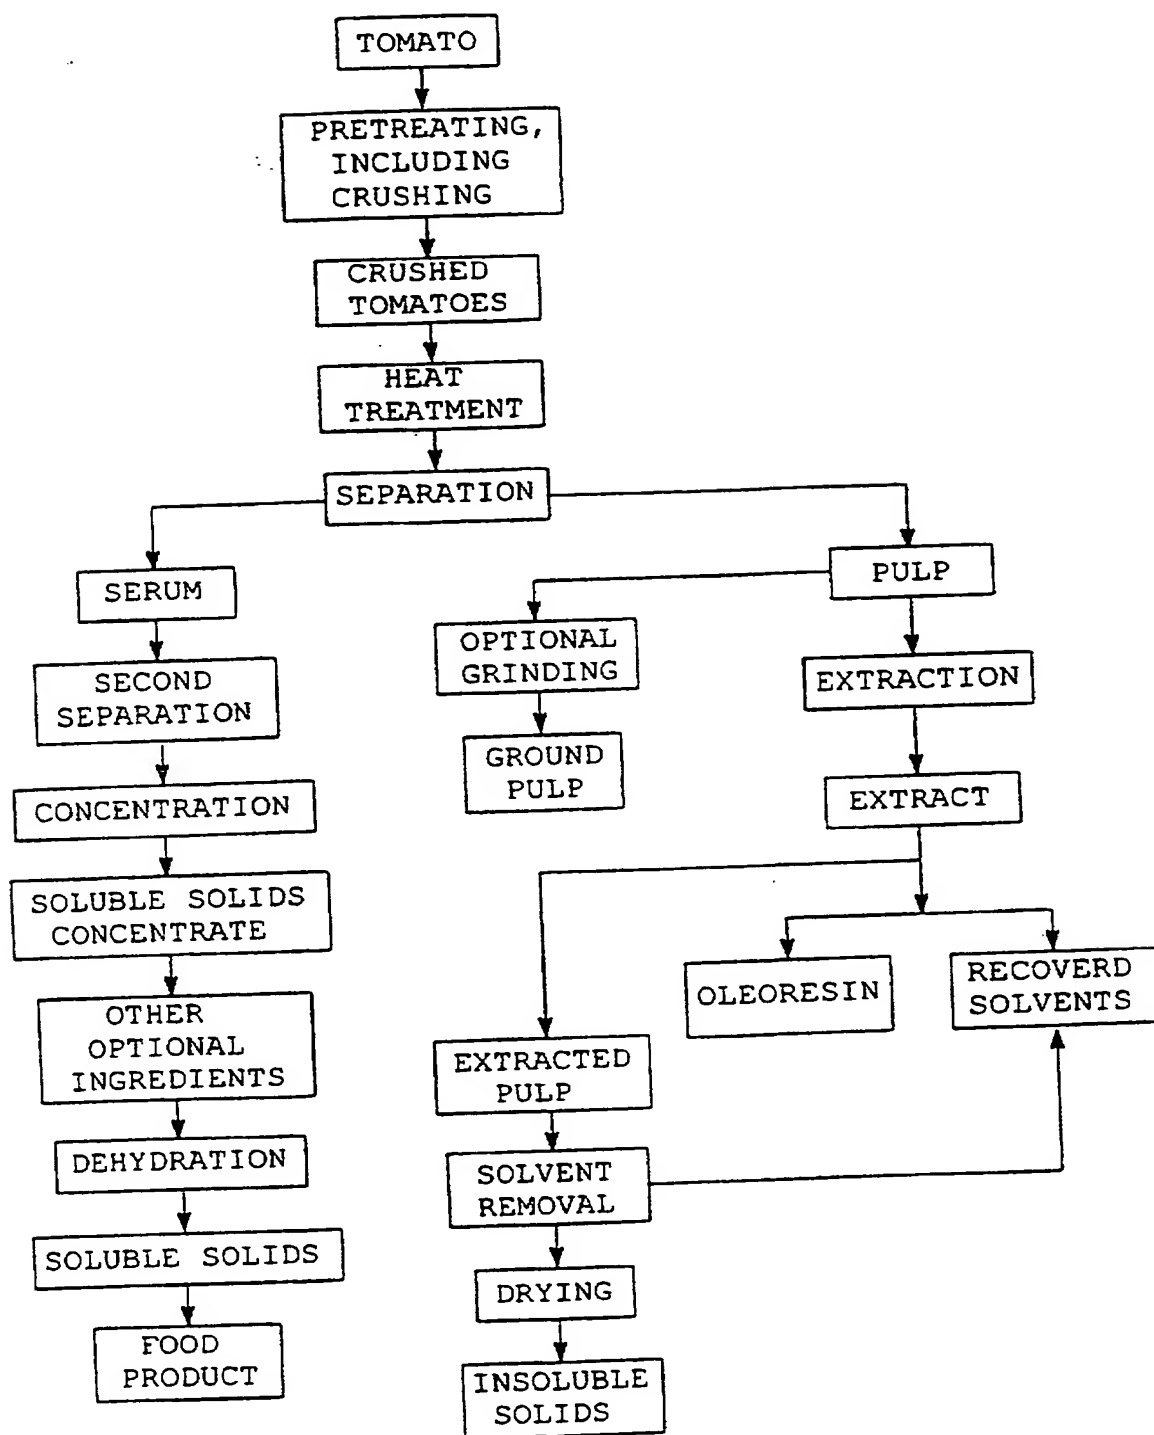 TOMATO
PRETREATING,
INCLUDING
CRUSHING
CRUSHED
TOMATOES
HEAT
TREATMENT
SEPARATION
SERUM
SECOND
SEPARATION
CONCENTRATION
SOLUBLE SOLIDS
CONCENTRATE
OTHER
OPTIONAL
INGREDIENTS
DEHYDRATION
SOLUBLE SOLIDS
FOOD
PRODUCT
PULP
OPTIONAL
GRINDING
GROUND
PULP
EXTRACTION
EXTRACT
OLEORESIN
RECOVERD
SOLVENTS
EXTRACTED
PULP
SOLVENT
REMOVAL
DRYING
INSOLUBLE
SOLIDS